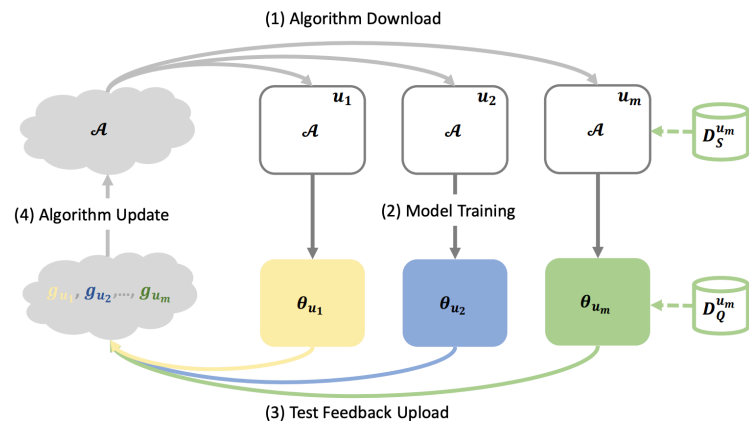 (1) Algorithm Download
𝒜
𝒜 u₁
𝒜 u₂
𝒜 uₘ
D_S^{uₘ}
(4) Algorithm Update
(2) Model Training
g_{u₁}, g_{u₂},..., g_{uₘ}
θ_{u₁}
θ_{u₂}
θ_{uₘ}
D_Q^{uₘ}
(3) Test Feedback Upload